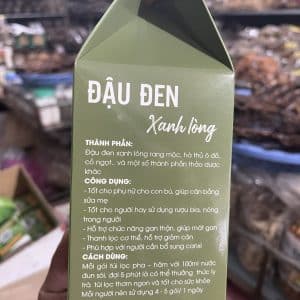 ĐẬU ĐEN
Xanh lòng
THÀNH PHẦN:
Đậu đen xanh lòng rang mộc, hà thủ ô đỏ,
cỏ ngọt.. và một số thành phần thảo dược
khác
CÔNG DỤNG:
- Tốt cho phụ nữ cho con bú, giúp cân bằng
sữa mẹ
- Tốt cho người hay sử dụng rượu bia, nóng
trong người
- Hỗ trợ chức năng gan thận, giúp mát gan
- Thanh lọc cơ thể, hỗ trợ giảm cân
- Phù hợp với người cần bổ sung canxi
CÁCH DÙNG:
Mỗi gói túi lọc pha – hãm với 100ml nước
đun sôi, đợi 5 phút là có thể thưởng thức ly
trà túi lọc thơm ngon và tốt cho sức khỏe
Mỗi người nên sử dụng 4 - 5 gói/ 1 ngày